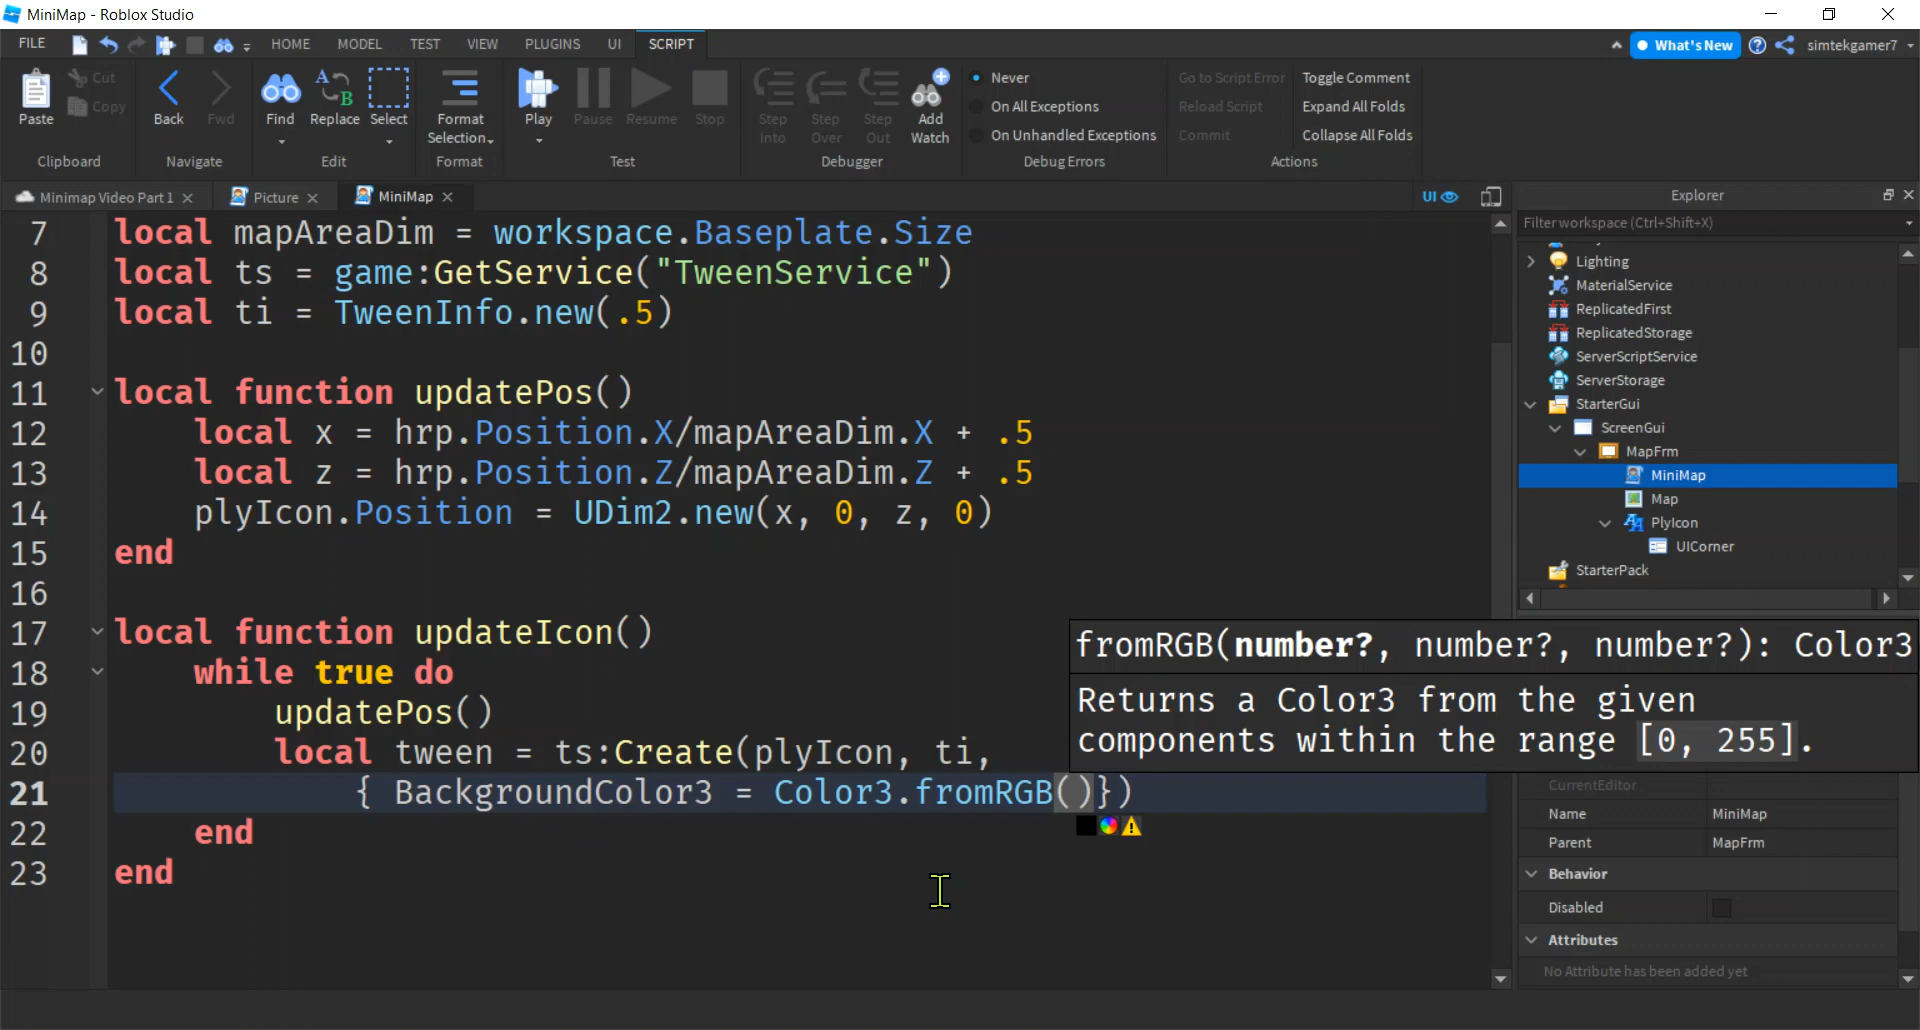 MiniMap - Roblox Studio
FILE HOME MODEL TEST VIEW PLUGINS UI SCRIPT What's New simtekgamer7
Paste Cut Copy Back Fwd Find Replace Select Format Selection Play Pause Resume Stop Step Into Step Over Step Out Add Watch
Never
On All Exceptions
On Unhandled Exceptions
Go to Script Error
Reload Script
Commit
Toggle Comment
Expand All Folds
Collapse All Folds
Clipboard Navigate Edit Format Test Debugger Debug Errors Actions
Minimap Video Part 1 Picture MiniMap UI
7 local mapAreaDim = workspace.Baseplate.Size
8 local ts = game:GetService("TweenService")
9 local ti = TweenInfo.new(.5)
10
11 local function updatePos()
12 local x = hrp.Position.X/mapAreaDim.X + .5
13 local z = hrp.Position.Z/mapAreaDim.Z + .5
14 plyIcon.Position = UDim2.new(x, 0, z, 0)
15 end
16
17 local function updateIcon()
18 while true do
19 updatePos()
20 local tween = ts:Create(plyIcon, ti,
21 { BackgroundColor3 = Color3.fromRGB()})
22 end
23 end
fromRGB(number?, number?, number?): Color3
Returns a Color3 from the given
components within the range [0, 255].
Explorer
Filter workspace (Ctrl+Shift+X)
Lighting
MaterialService
ReplicatedFirst
ReplicatedStorage
ServerScriptService
ServerStorage
StarterGui
ScreenGui
MapFrm
MiniMap
Map
PlyIcon
UICorner
StarterPack
CurrentEditor
Name MiniMap
Parent MapFrm
Behavior
Disabled
Attributes
No Attribute has been added yet